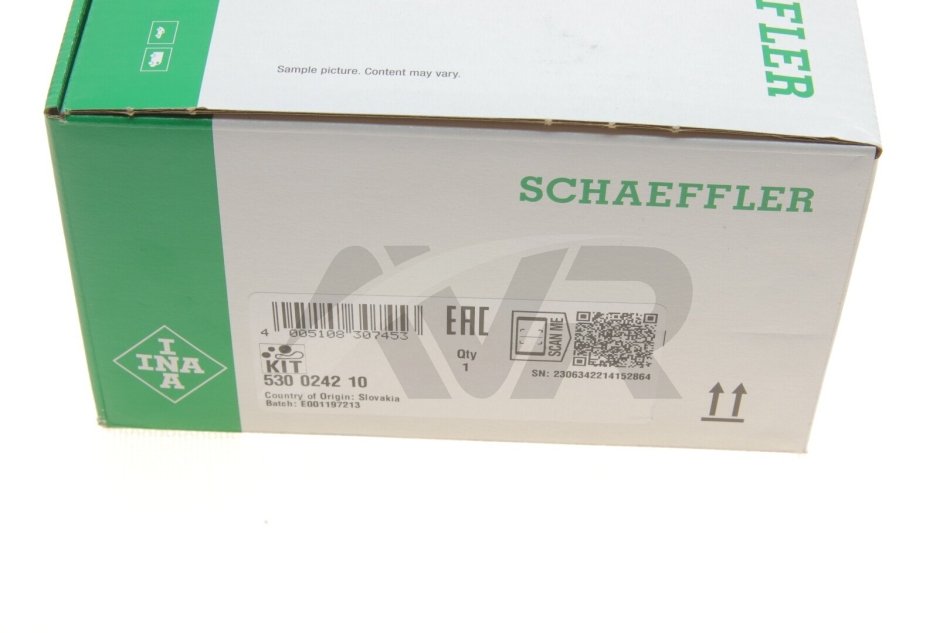 FLER
Sample picture. Content may vary.
SCHAEFFLER
AVR
4 005108 307453
EAC
SCAN ME
Qty
1
KIT
530 0242 10
SN: 2306342214152864
Country of Origin: Slovakia
Batch: E001197213
I
INA
A